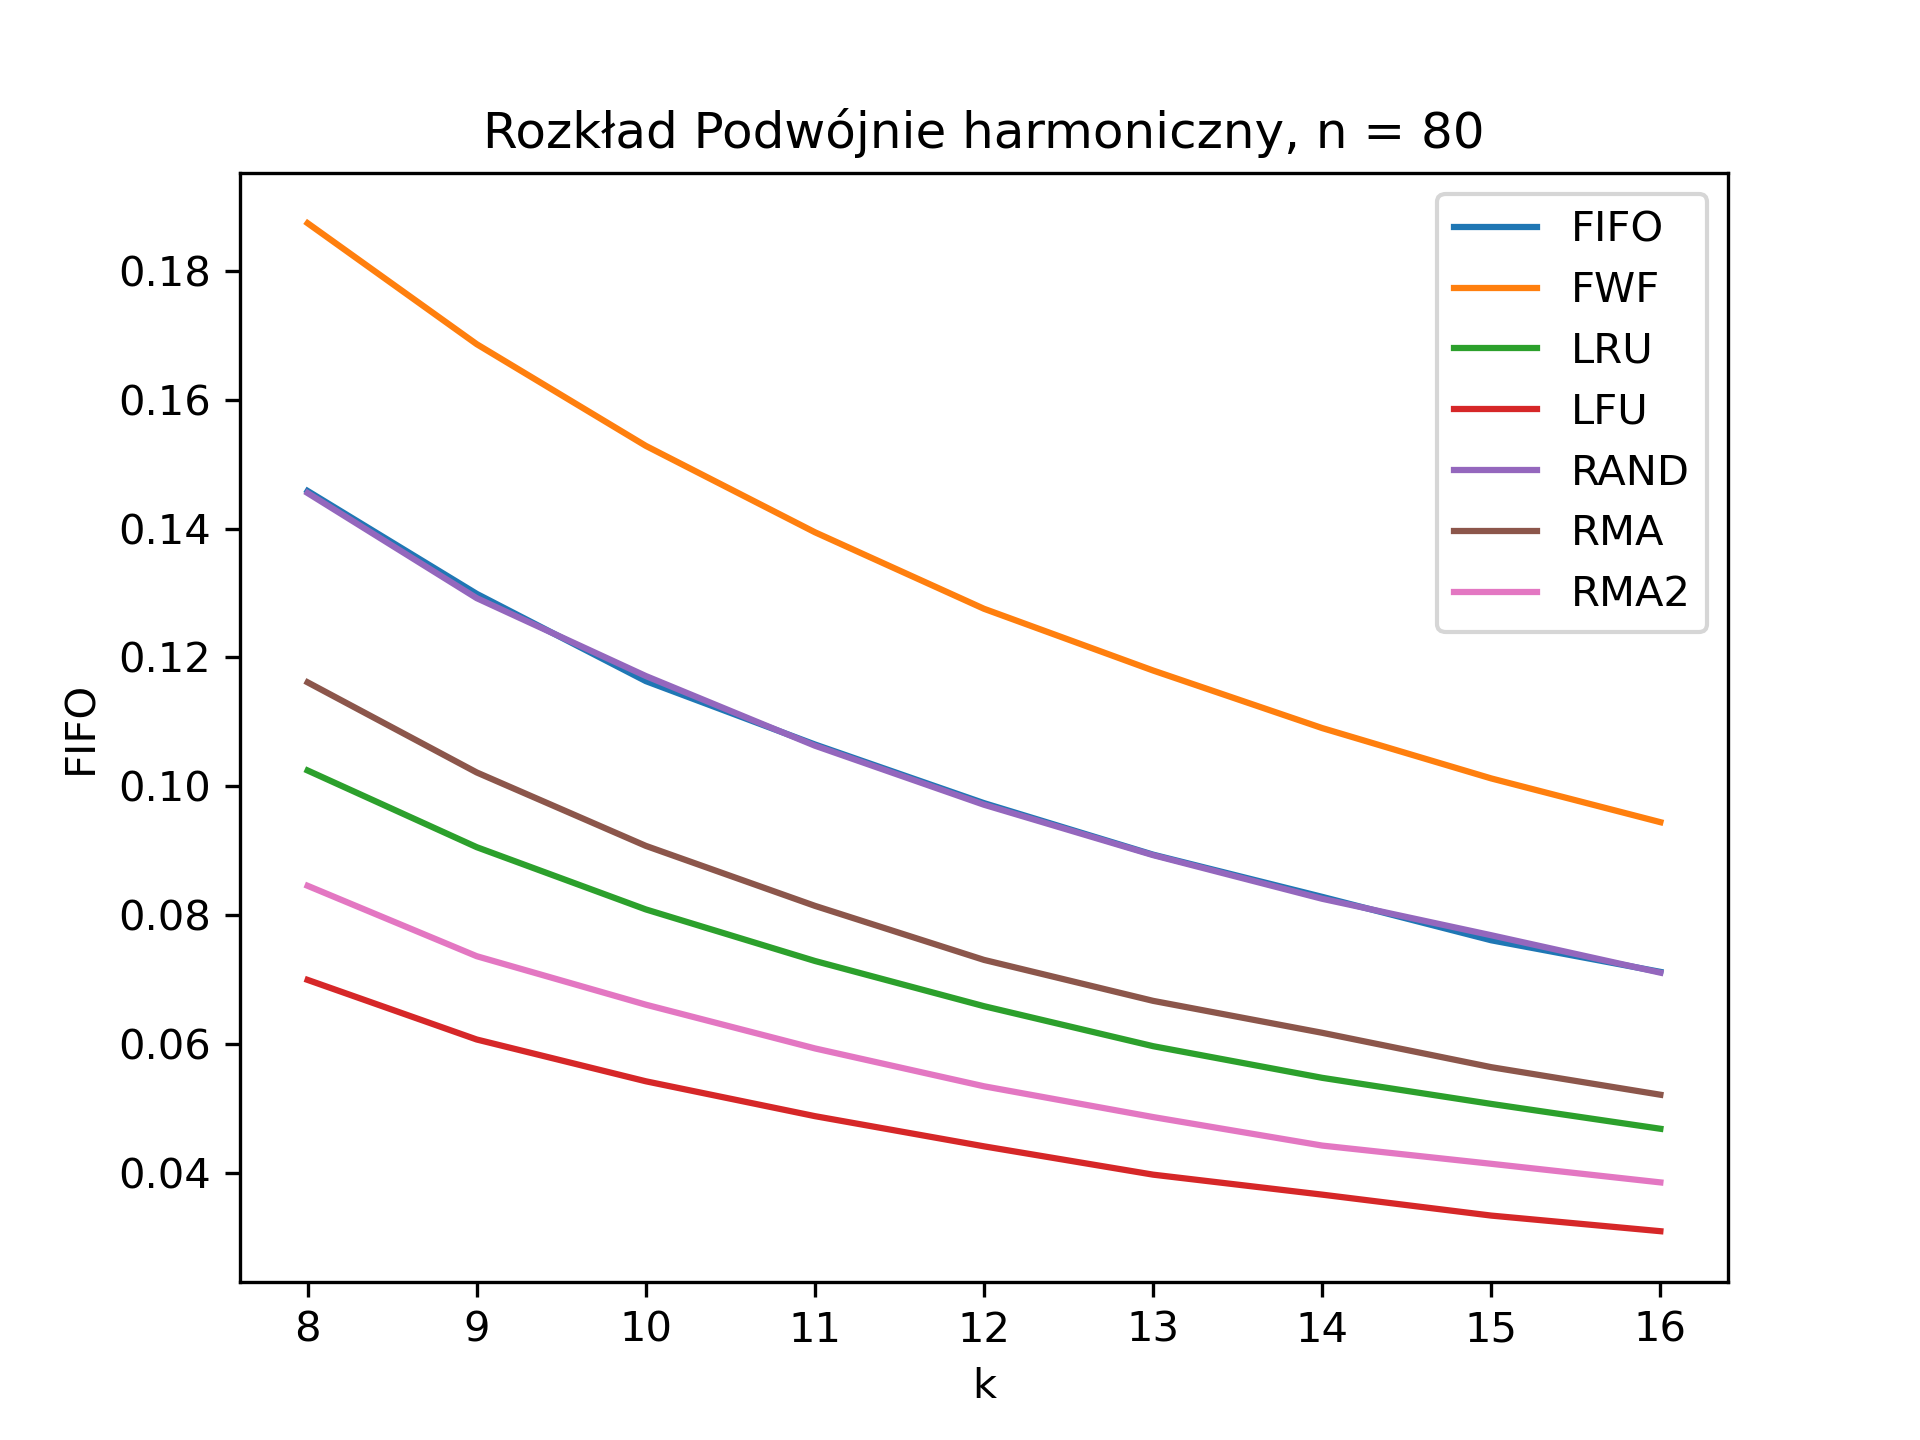 Rozkład Podwójnie harmoniczny, n = 80
FIFO
FWF
LRU
LFU
RAND
RMA
RMA2
0.18
0.16
0.14
0.12
0.10
0.08
0.06
0.04
FIFO
8 9 10 11 12 13 14 15 16
k